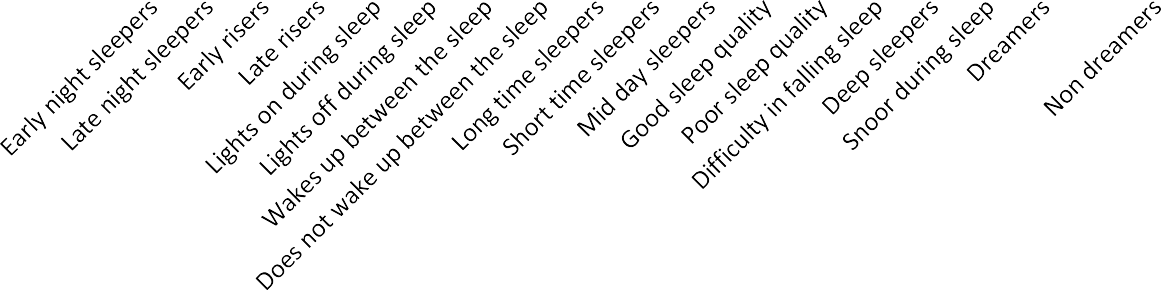 Early night sleepers
Late night sleepers
Early risers
Late risers
Lights on during sleep
Lights off during sleep
Wakes up between the sleep
Does not wake up between the sleep
Long time sleepers
Short time sleepers
Mid day sleepers
Good sleep quality
Poor sleep quality
Difficulty in falling sleep
Deep sleepers
Snoor during sleep
Dreamers
Non dreamers